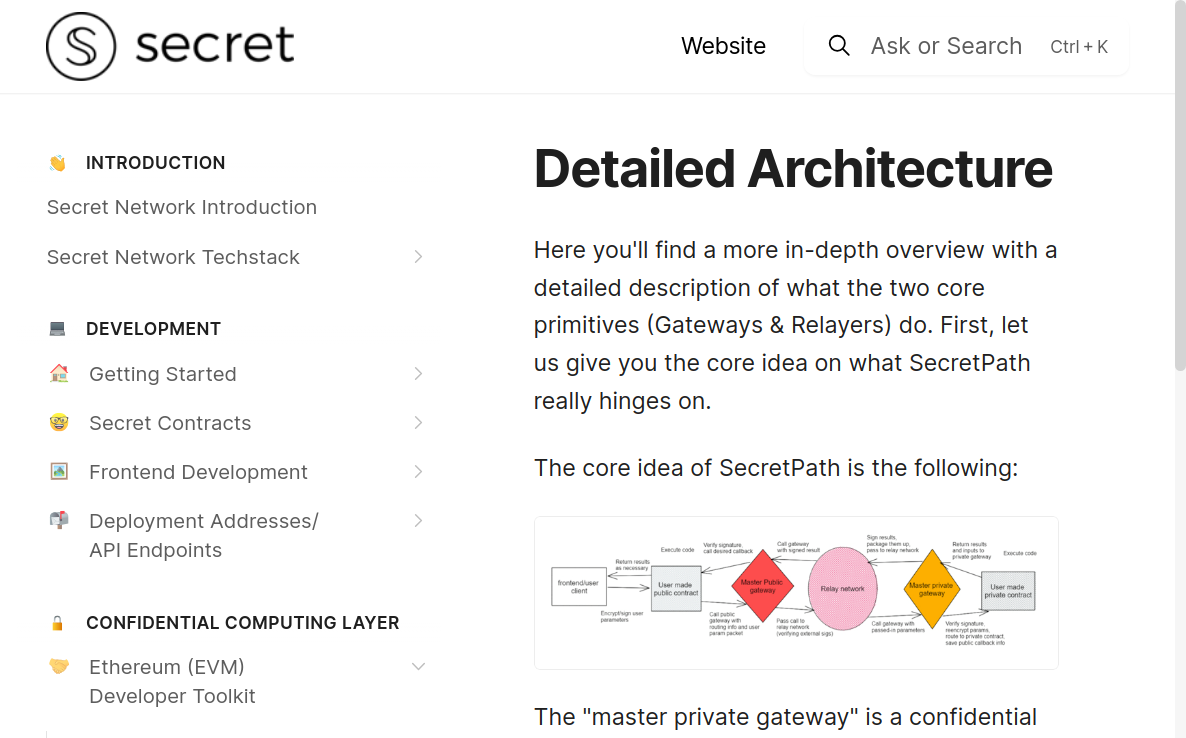 secret
Website
Ask or Search
Ctrl + K
INTRODUCTION
Secret Network Introduction
Secret Network Techstack
DEVELOPMENT
Getting Started
Secret Contracts
Frontend Development
Deployment Addresses/
API Endpoints
CONFIDENTIAL COMPUTING LAYER
Ethereum (EVM)
Developer Toolkit
Detailed Architecture
Here you'll find a more in-depth overview with a
detailed description of what the two core
primitives (Gateways & Relayers) do. First, let
us give you the core idea on what SecretPath
really hinges on.
The core idea of SecretPath is the following:
frontend/user
client
Return results
as necessary
Encrypt/sign user
parameters
Execute code
User made
public contract
Verify signature,
call desired callback
Call public
gateway with
routing info and user
param packet
Master Public
gateway
Call gateway
with signed result
Pass call to
relay network
(verifying external sigs)
Relay network
Sign results,
package them up,
pass to relay network
Call gateway with
passed-in parameters
Master private
gateway
Return results
and inputs to
private gateway
Verify signature,
reencrypt params,
route to private contract,
save public callback info
Execute code
User made
private contract
The "master private gateway" is a confidential